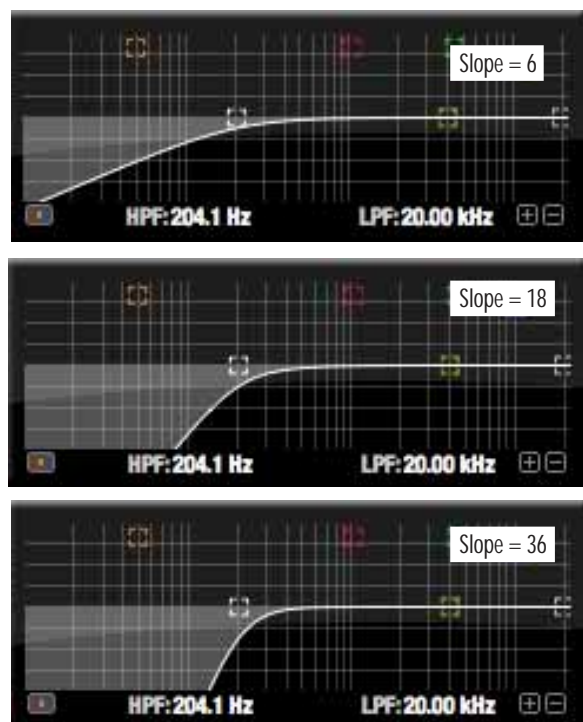 Slope = 6
HPF: 204.1 Hz LPF: 20.00 kHz
Slope = 18
HPF: 204.1 Hz LPF: 20.00 kHz
Slope = 36
HPF: 204.1 Hz LPF: 20.00 kHz